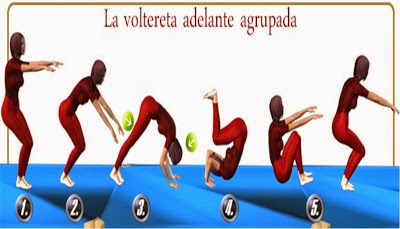 La voltereta adelante agrupada
1. 2. 3. 4. 5.